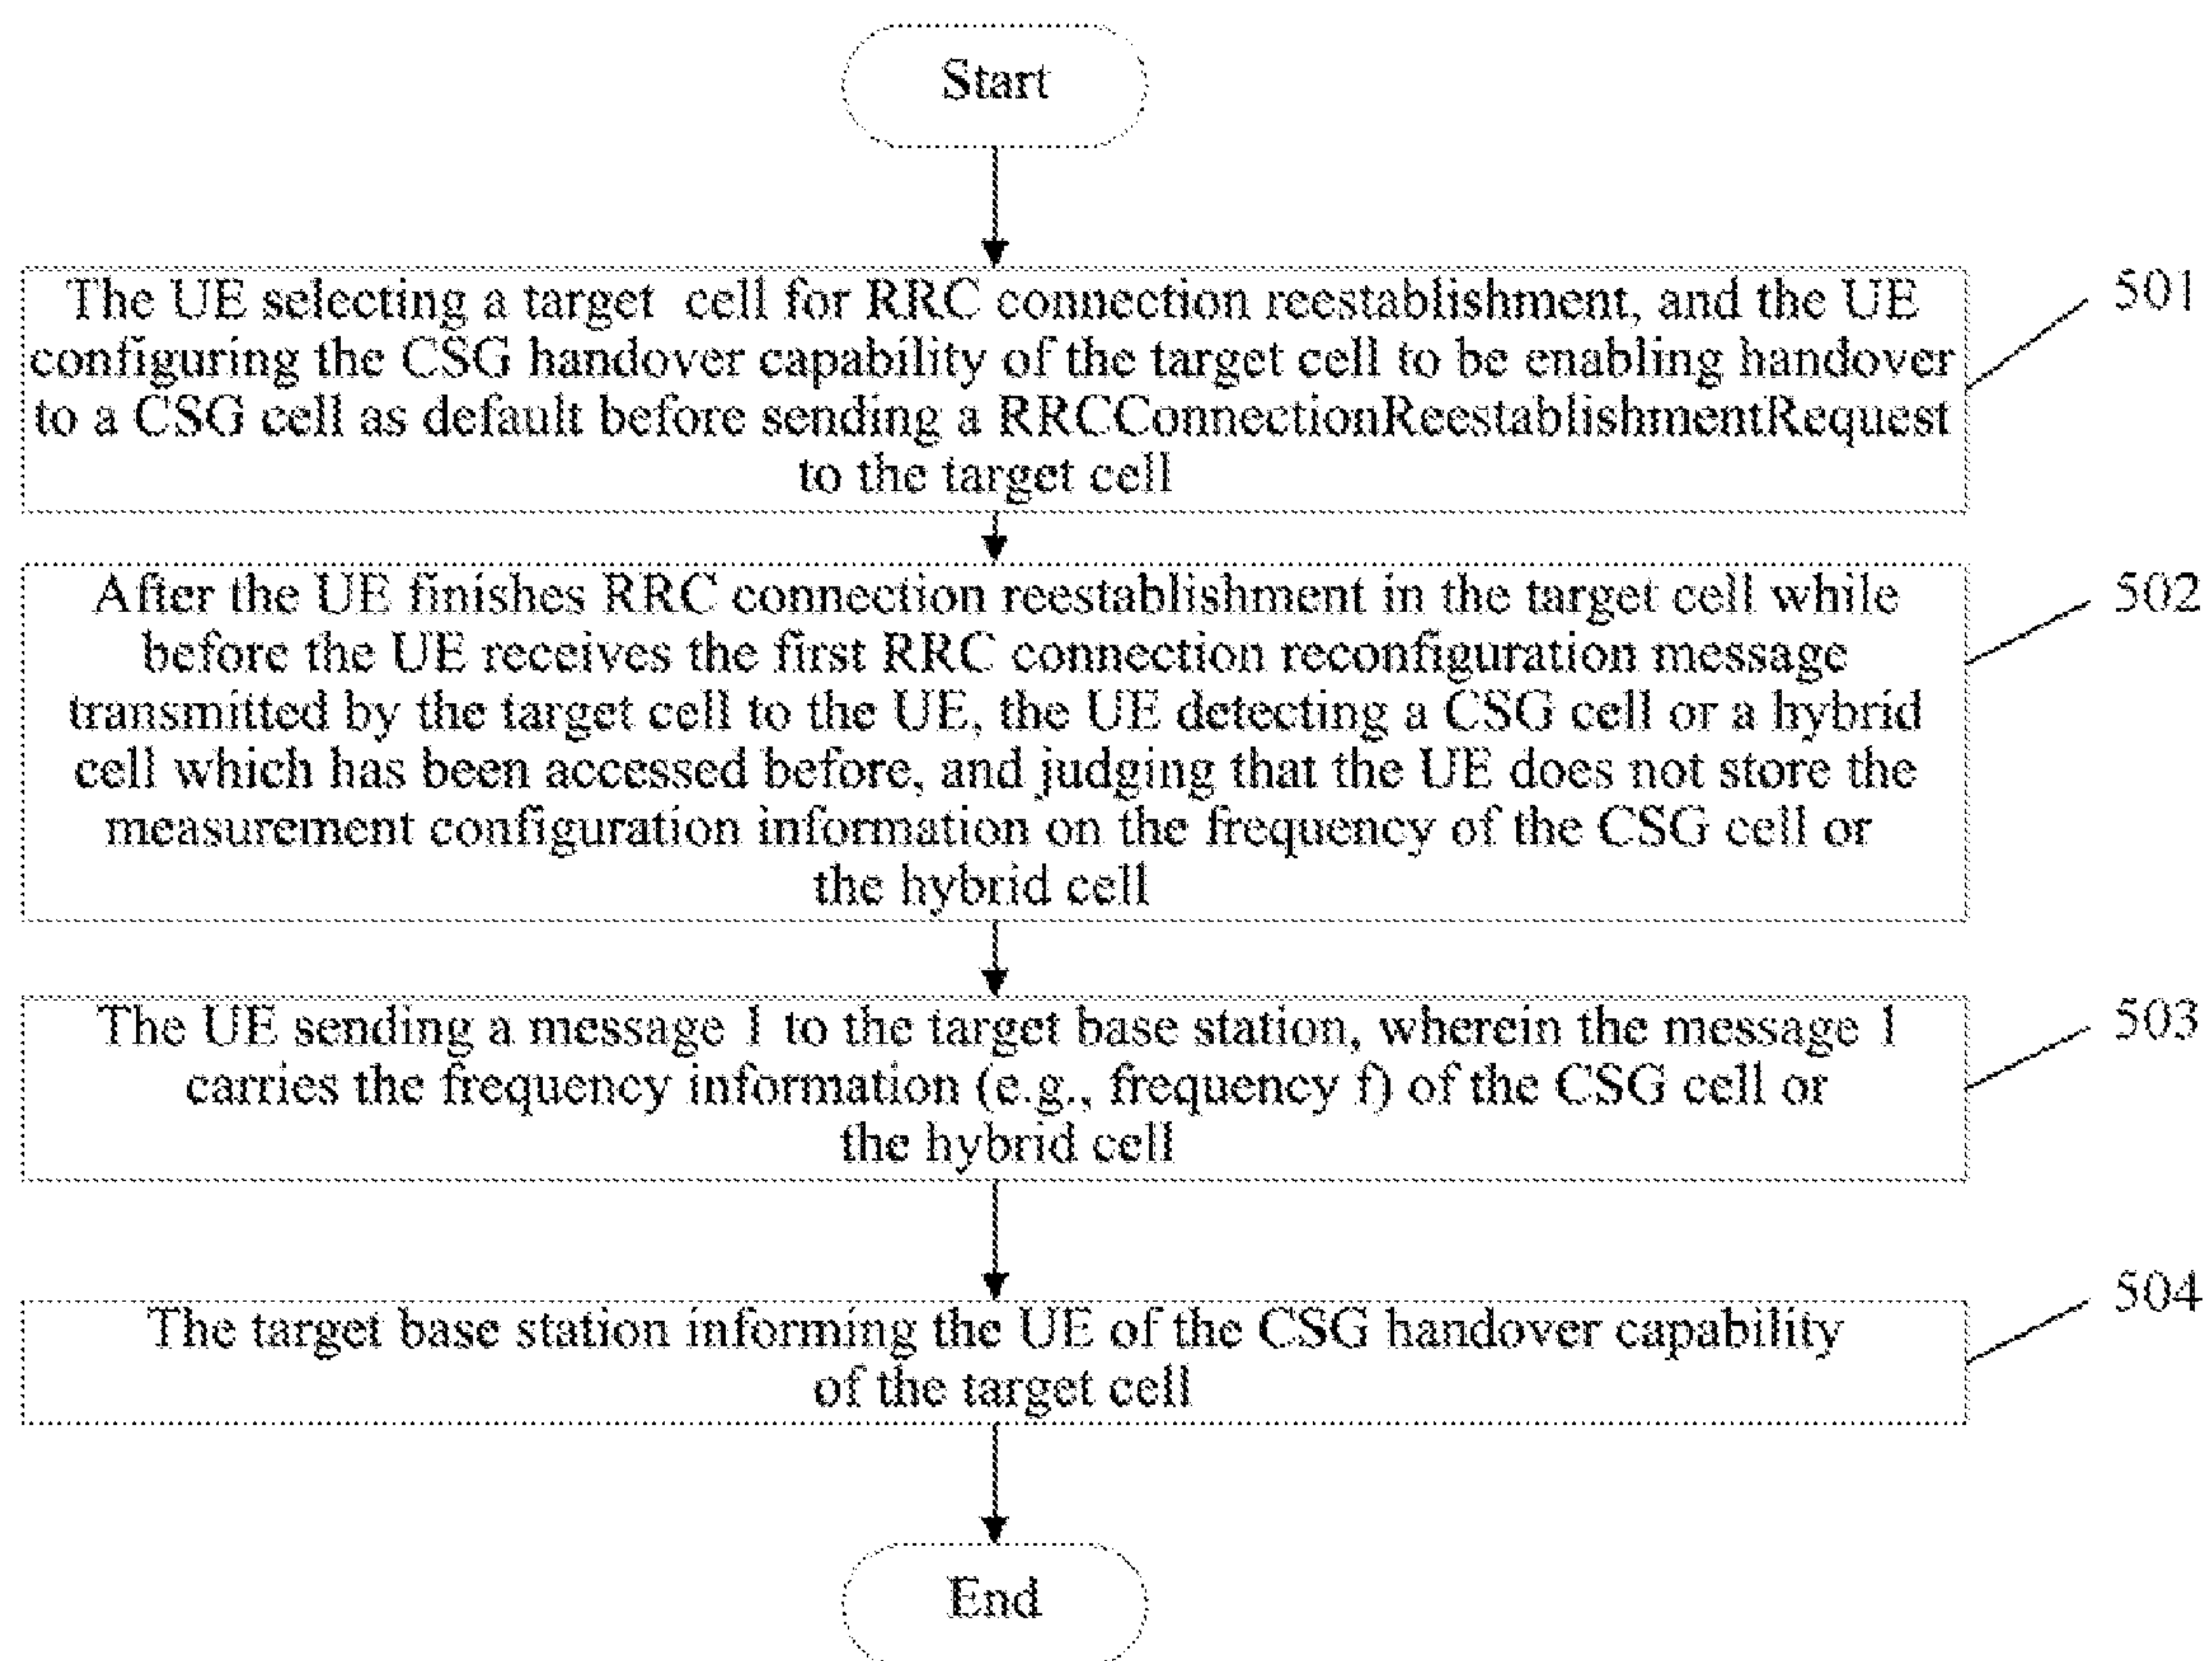 Start
The UE selecting a target cell for RRC connection reestablishment, and the UE
configuring the CSG handover capability of the target cell to be enabling handover
to a CSG cell as default before sending a RRCConnectionReestablishmentRequest
to the target cell
501
After the UE finishes RRC connection reestablishment in the target cell while
before the UE receives the first RRC connection reconfiguration message
transmitted by the target cell to the UE, the UE detecting a CSG cell or a hybrid
cell which has been accessed before, and judging that the UE does not store the
measurement configuration information on the frequency of the CSG cell or
the hybrid cell
502
The UE sending a message 1 to the target base station, wherein the message 1
carries the frequency information (e.g., frequency f) of the CSG cell or
the hybrid cell
503
The target base station informing the UE of the CSG handover capability
of the target cell
504
End